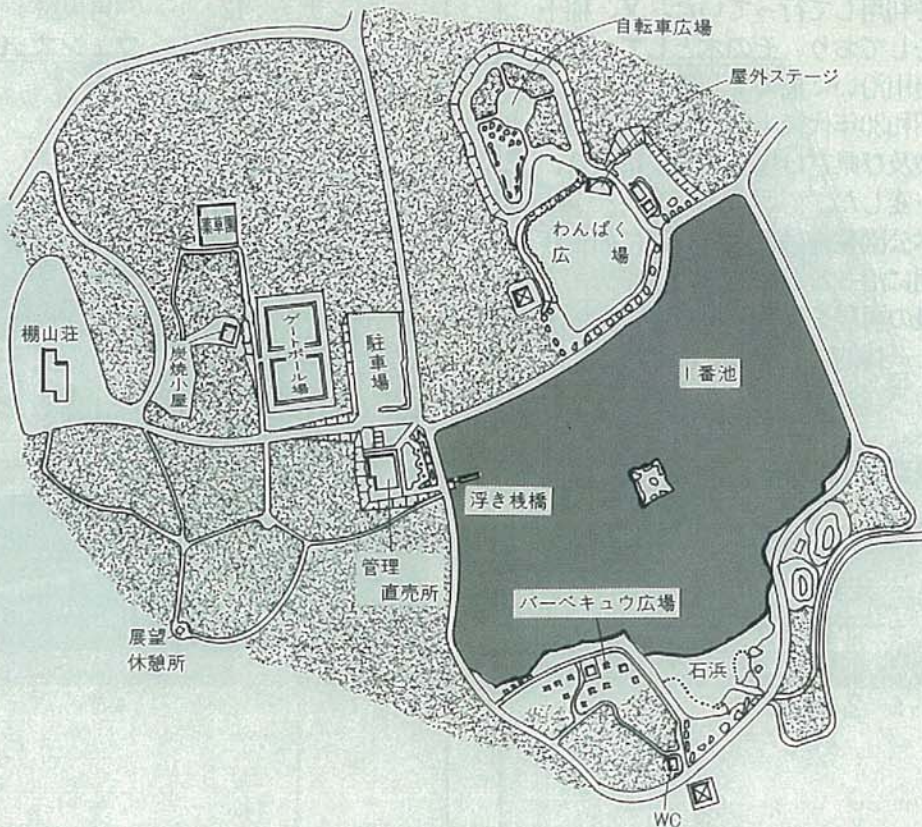 自転車広場
屋外ステージ
わんぱく
広　場
薬草園
棚山荘
炭焼小屋
ゲートボール場
駐車場
1番池
浮き桟橋
管理
直売所
バーベキュウ広場
展望
休憩所
石浜
WC